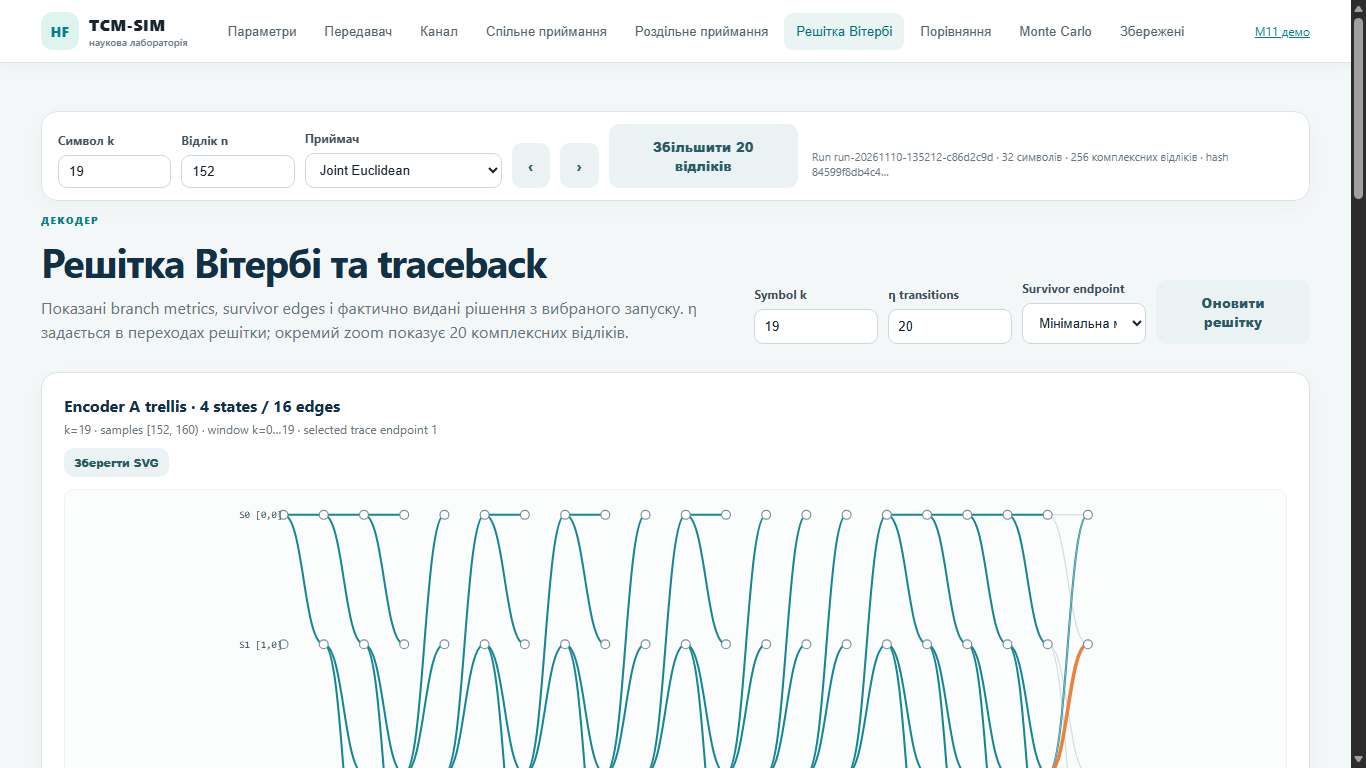 HF
TCM-SIM
наукова лабораторія
Параметри
Передавач
Канал
Спільне приймання
Роздільне приймання
Решітка Вітербі
Порівняння
Monte Carlo
Збережені
M11 демо
Символ k
Відлік n
Приймач
19
152
Joint Euclidean
‹
›
Збільшити 20
відліків
Run run-20261110-135212-c86d2c9d · 32 символів · 256 комплексних відліків · hash
84599f8db4c4…
ДЕКОДЕР
Решітка Вітербі та traceback
Показані branch metrics, survivor edges і фактично видані рішення з вибраного запуску. η
задається в переходах решітки; окремий zoom показує 20 комплексних відліків.
Symbol k
η transitions
Survivor endpoint
19
20
Мінімальна
Оновити
решітку
Encoder A trellis · 4 states / 16 edges
k=19 · samples [152, 160) · window k=0…19 · selected trace endpoint 1
Зберегти SVG
S0 [0,0]
S1 [1,0]